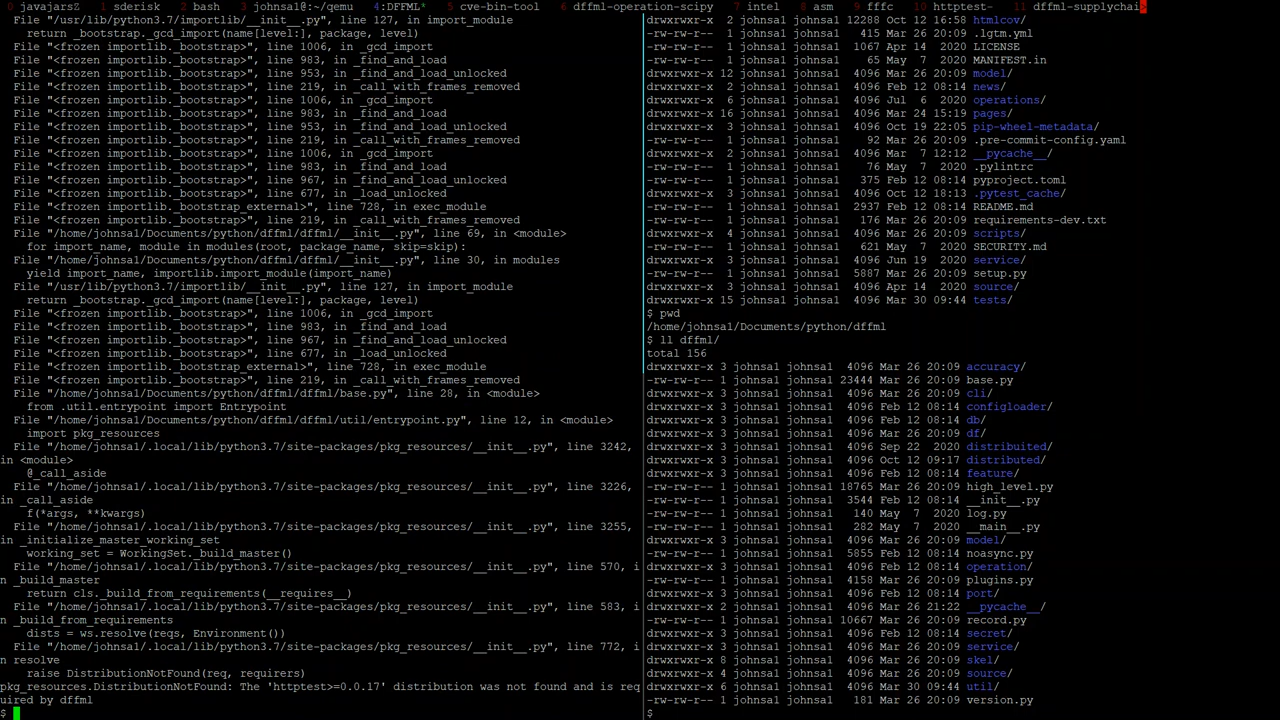 0 javajarsZ  1 sderisk  2 bash  3 johnsa1@:~/qemu  4:DFFML*  5 cve-bin-tool  6 dffml-operation-scipy  7 intel  8 asm  9 fffc  10 httptest-  11 dffml-supplychai>
File "/usr/lib/python3.7/importlib/__init__.py", line 127, in import_module
return _bootstrap._gcd_import(name[level:], package, level)
File "<frozen importlib._bootstrap>", line 1006, in _gcd_import
File "<frozen importlib._bootstrap>", line 983, in _find_and_load
File "<frozen importlib._bootstrap>", line 953, in _find_and_load_unlocked
File "<frozen importlib._bootstrap>", line 219, in _call_with_frames_removed
File "<frozen importlib._bootstrap>", line 1006, in _gcd_import
File "<frozen importlib._bootstrap>", line 983, in _find_and_load
File "<frozen importlib._bootstrap>", line 953, in _find_and_load_unlocked
File "<frozen importlib._bootstrap>", line 219, in _call_with_frames_removed
File "<frozen importlib._bootstrap>", line 1006, in _gcd_import
File "<frozen importlib._bootstrap>", line 983, in _find_and_load
File "<frozen importlib._bootstrap>", line 967, in _find_and_load_unlocked
File "<frozen importlib._bootstrap>", line 677, in _load_unlocked
File "<frozen importlib._bootstrap_external>", line 728, in exec_module
File "<frozen importlib._bootstrap>", line 219, in _call_with_frames_removed
File "/home/johnsa1/Documents/python/dffml/dffml/__init__.py", line 69, in <module>
for import_name, module in modules(root, package_name, skip=skip):
File "/home/johnsa1/Documents/python/dffml/dffml/__init__.py", line 30, in modules
yield import_name, importlib.import_module(import_name)
File "/usr/lib/python3.7/importlib/__init__.py", line 127, in import_module
return _bootstrap._gcd_import(name[level:], package, level)
File "<frozen importlib._bootstrap>", line 1006, in _gcd_import
File "<frozen importlib._bootstrap>", line 983, in _find_and_load
File "<frozen importlib._bootstrap>", line 967, in _find_and_load_unlocked
File "<frozen importlib._bootstrap>", line 677, in _load_unlocked
File "<frozen importlib._bootstrap_external>", line 728, in exec_module
File "<frozen importlib._bootstrap>", line 219, in _call_with_frames_removed
File "/home/johnsa1/Documents/python/dffml/dffml/base.py", line 28, in <module>
from .util.entrypoint import Entrypoint
File "/home/johnsa1/Documents/python/dffml/dffml/util/entrypoint.py", line 12, in <module>
import pkg_resources
File "/home/johnsa1/.local/lib/python3.7/site-packages/pkg_resources/__init__.py", line 3242,
in <module>
@_call_aside
File "/home/johnsa1/.local/lib/python3.7/site-packages/pkg_resources/__init__.py", line 3226,
in _call_aside
f(*args, **kwargs)
File "/home/johnsa1/.local/lib/python3.7/site-packages/pkg_resources/__init__.py", line 3255,
in _initialize_master_working_set
working_set = WorkingSet._build_master()
File "/home/johnsa1/.local/lib/python3.7/site-packages/pkg_resources/__init__.py", line 570, i
n _build_master
return cls._build_from_requirements(__requires__)
File "/home/johnsa1/.local/lib/python3.7/site-packages/pkg_resources/__init__.py", line 583, i
n _build_from_requirements
dists = ws.resolve(reqs, Environment())
File "/home/johnsa1/.local/lib/python3.7/site-packages/pkg_resources/__init__.py", line 772, i
n resolve
raise DistributionNotFound(req, requirers)
pkg_resources.DistributionNotFound: The 'httptest>=0.0.17' distribution was not found and is req
uired by dffml
$
drwxrwxr-x 2 johnsa1 johnsa1 12288 Oct 12 16:58 htmlcov/
-rw-rw-r-- 1 johnsa1 johnsa1 415 Mar 26 20:09 .lgtm.yml
-rw-rw-r-- 1 johnsa1 johnsa1 1067 Apr 14 2020 LICENSE
-rw-rw-r-- 1 johnsa1 johnsa1 65 May 7 2020 MANIFEST.in
drwxrwxr-x 12 johnsa1 johnsa1 4096 Mar 26 20:09 model/
drwxrwxr-x 2 johnsa1 johnsa1 4096 Feb 12 08:14 news/
drwxrwxr-x 6 johnsa1 johnsa1 4096 Jul 6 2020 operations/
drwxrwxr-x 16 johnsa1 johnsa1 4096 Mar 24 15:19 pages/
drwxrwxr-x 3 johnsa1 johnsa1 4096 Oct 19 22:05 pip-wheel-metadata/
-rw-rw-r-- 1 johnsa1 johnsa1 92 Mar 26 20:09 .pre-commit-config.yaml
drwxrwxr-x 2 johnsa1 johnsa1 4096 Mar 7 12:12 __pycache__/
-rw-rw-r-- 1 johnsa1 johnsa1 76 May 7 2020 .pylintrc
-rw-rw-r-- 1 johnsa1 johnsa1 375 Feb 12 08:14 pyproject.toml
drwxrwxr-x 3 johnsa1 johnsa1 4096 Oct 12 18:13 .pytest_cache/
-rw-rw-r-- 1 johnsa1 johnsa1 2937 Feb 12 08:14 README.md
-rw-rw-r-- 1 johnsa1 johnsa1 176 Mar 26 20:09 requirements-dev.txt
drwxrwxr-x 4 johnsa1 johnsa1 4096 Mar 26 20:09 scripts/
-rw-rw-r-- 1 johnsa1 johnsa1 621 May 7 2020 SECURITY.md
drwxrwxr-x 3 johnsa1 johnsa1 4096 Jun 19 2020 service/
-rw-rw-r-- 1 johnsa1 johnsa1 5887 Mar 26 20:09 setup.py
drwxrwxr-x 3 johnsa1 johnsa1 4096 Apr 14 2020 source/
drwxrwxr-x 15 johnsa1 johnsa1 4096 Mar 30 09:44 tests/
$ pwd
/home/johnsa1/Documents/python/dffml
$ ll dffml/
total 156
drwxrwxr-x 3 johnsa1 johnsa1 4096 Mar 26 20:09 accuracy/
-rw-rw-r-- 1 johnsa1 johnsa1 23444 Mar 26 20:09 base.py
drwxrwxr-x 3 johnsa1 johnsa1 4096 Mar 26 20:09 cli/
drwxrwxr-x 3 johnsa1 johnsa1 4096 Feb 12 08:14 configloader/
drwxrwxr-x 3 johnsa1 johnsa1 4096 Feb 12 08:14 db/
drwxrwxr-x 3 johnsa1 johnsa1 4096 Mar 26 20:09 df/
drwxrwxr-x 3 johnsa1 johnsa1 4096 Sep 22 2020 distribuited/
drwxrwxr-x 3 johnsa1 johnsa1 4096 Oct 12 09:17 distributed/
drwxrwxr-x 3 johnsa1 johnsa1 4096 Feb 12 08:14 feature/
-rw-rw-r-- 1 johnsa1 johnsa1 18765 Mar 26 20:09 high_level.py
-rw-rw-r-- 1 johnsa1 johnsa1 3544 Feb 12 08:14 __init__.py
-rw-rw-r-- 1 johnsa1 johnsa1 140 May 7 2020 log.py
-rw-rw-r-- 1 johnsa1 johnsa1 282 May 7 2020 __main__.py
drwxrwxr-x 3 johnsa1 johnsa1 4096 Mar 26 20:09 model/
-rw-rw-r-- 1 johnsa1 johnsa1 5855 Feb 12 08:14 noasync.py
drwxrwxr-x 3 johnsa1 johnsa1 4096 Mar 26 20:09 operation/
-rw-rw-r-- 1 johnsa1 johnsa1 4158 Mar 26 20:09 plugins.py
drwxrwxr-x 3 johnsa1 johnsa1 4096 Feb 12 08:14 port/
drwxrwxr-x 2 johnsa1 johnsa1 4096 Mar 26 21:22 __pycache__/
-rw-rw-r-- 1 johnsa1 johnsa1 10667 Mar 26 20:09 record.py
drwxrwxr-x 3 johnsa1 johnsa1 4096 Feb 12 08:14 secret/
drwxrwxr-x 3 johnsa1 johnsa1 4096 Mar 26 20:09 service/
drwxrwxr-x 8 johnsa1 johnsa1 4096 Mar 26 20:09 skel/
drwxrwxr-x 4 johnsa1 johnsa1 4096 Mar 26 20:09 source/
drwxrwxr-x 6 johnsa1 johnsa1 4096 Mar 30 09:44 util/
-rw-rw-r-- 1 johnsa1 johnsa1 181 Mar 26 20:09 version.py
$